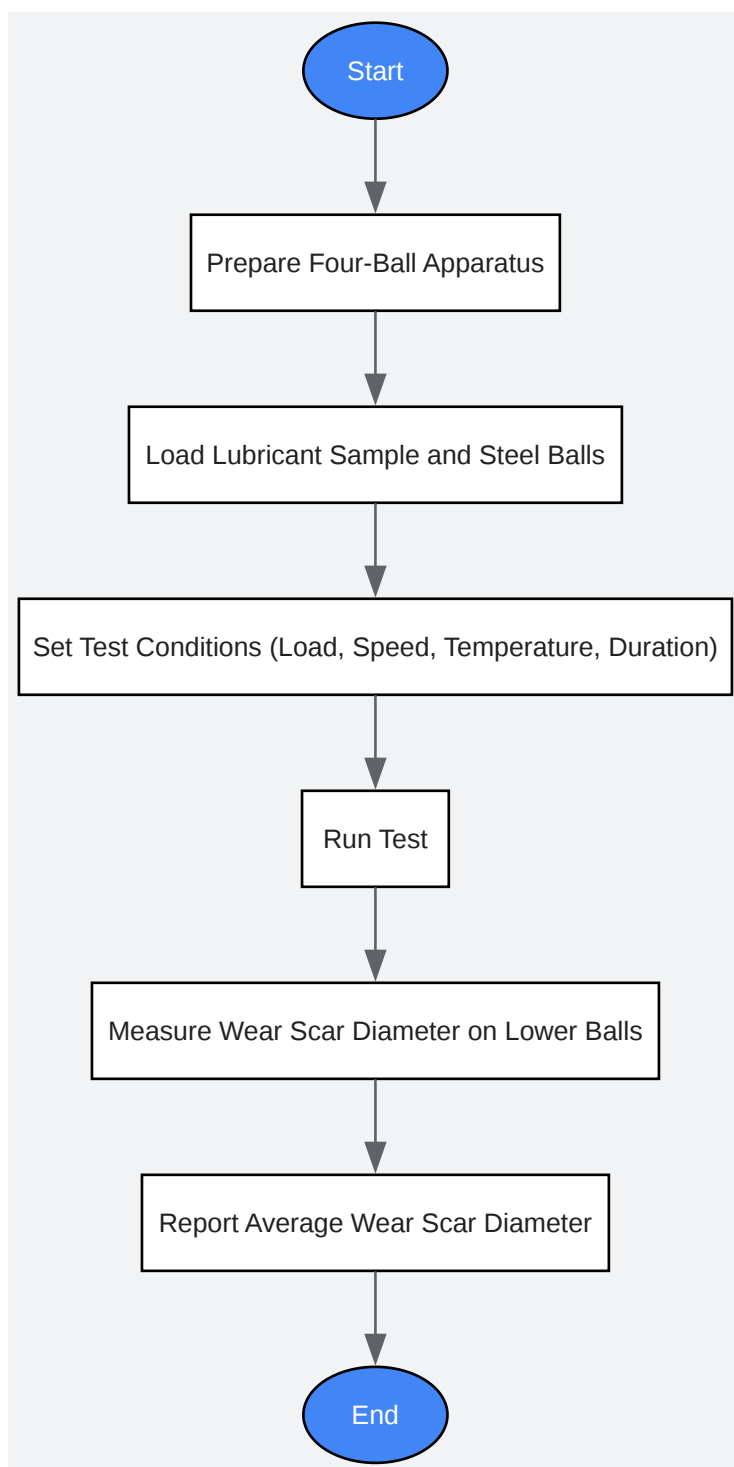 Start
Prepare Four-Ball Apparatus
Load Lubricant Sample and Steel Balls
Set Test Conditions (Load, Speed, Temperature, Duration)
Run Test
Measure Wear Scar Diameter on Lower Balls
Report Average Wear Scar Diameter
End